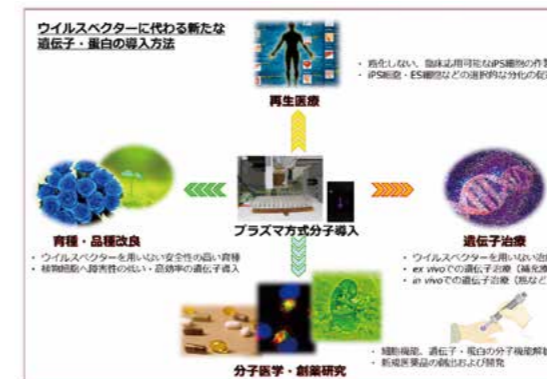 ウイルスベクターに代わる新たな
遺伝子・蛋白の導入方法
再生医療
・ 癌化しない、臨床応用可能なiPS細胞の作製
・ iPS細胞・ES細胞などの選択的な分化の促
プラズマ方式分子導入
育種・品種改良
・ ウイルスベクターを用いない安全性の高い育種
・ 植物細胞へ障害性の低い・高効率の遺伝子導入
遺伝子治療
・ ウイルスベクターを用いない治
・ ex vivoでの遺伝子治療（補充療
・ in vivoでの遺伝子治療（癌など
分子医学・創薬研究
・ 細胞機能、遺伝子・蛋白の分子機能解析
・ 新規医薬品の創出および開発